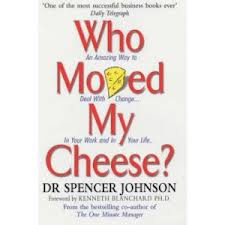 'One of the most successful business books ever'
Daily Telegraph
Who
An Amazing Way to
Moved
Deal With Change...
My
In Your Work and In Your Life.
Cheese?
DR SPENCER JOHNSON
Foreword by KENNETH BLANCHARD PH.D.
From the bestselling co-author of
The One Minute Manager